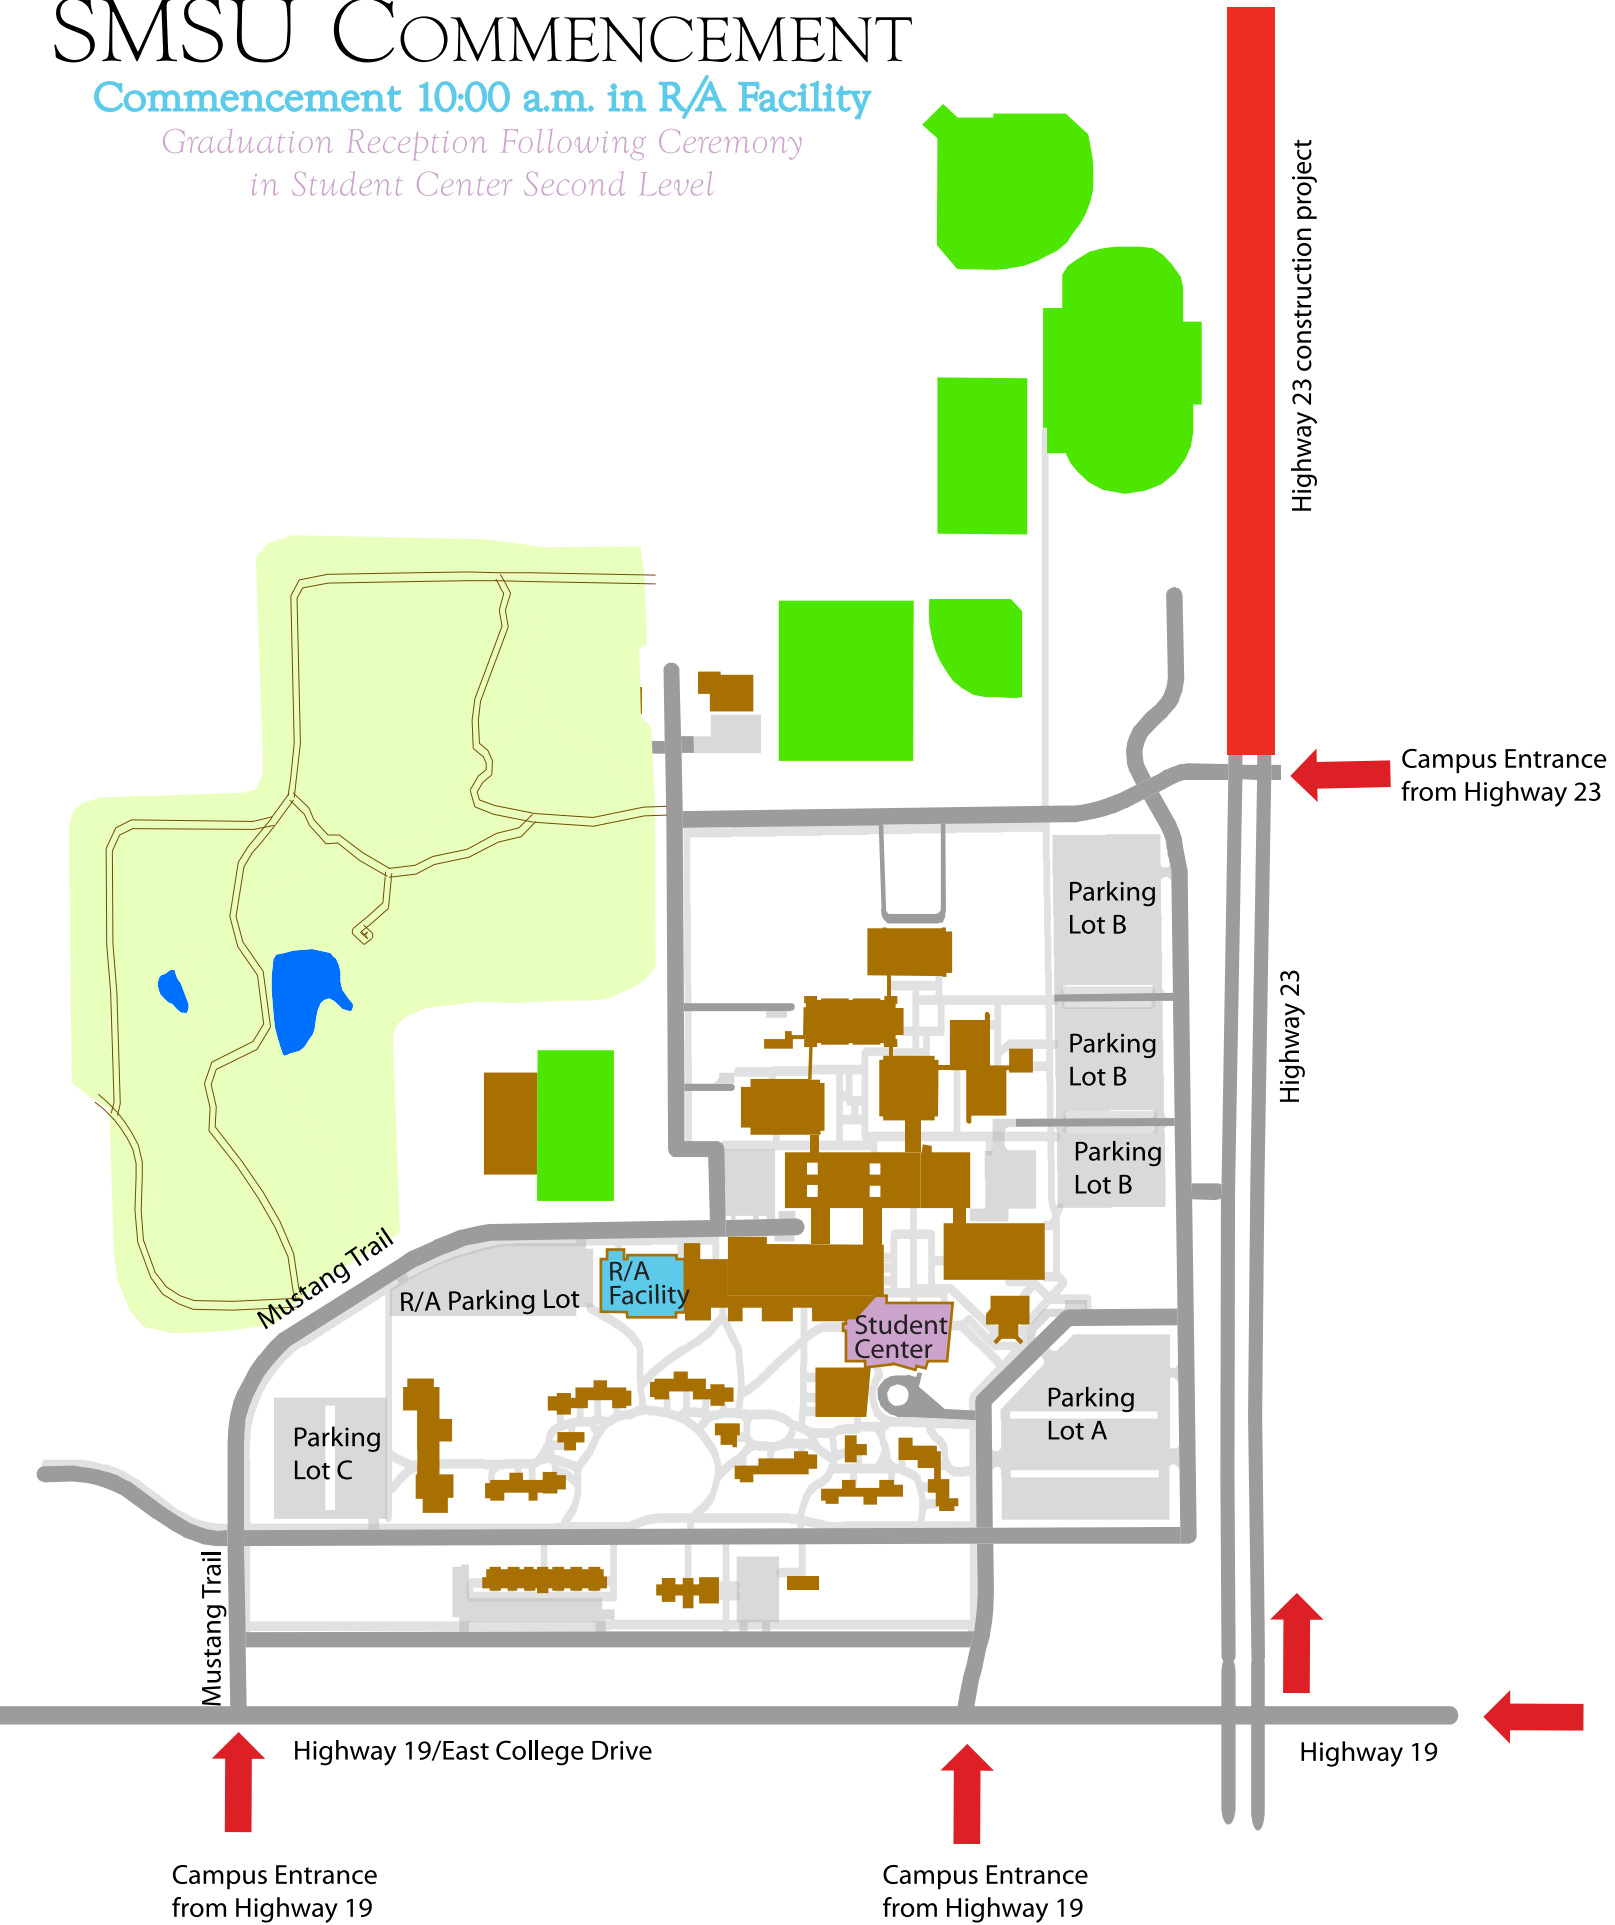 SMSU COMMENCEMENT
Commencement 10:00 a.m. in R/A Facility
Graduation Reception Following Ceremony
in Student Center Second Level
Highway 23 construction project
Campus Entrance
from Highway 23
Parking
Lot B
Parking
Lot B
Highway 23
Parking
Lot B
Mustang Trail
R/A
Facility
R/A Parking Lot
Student
Center
Parking
Lot A
Parking
Lot C
Mustang Trail
Highway 19/East College Drive
Highway 19
Campus Entrance
from Highway 19
Campus Entrance
from Highway 19